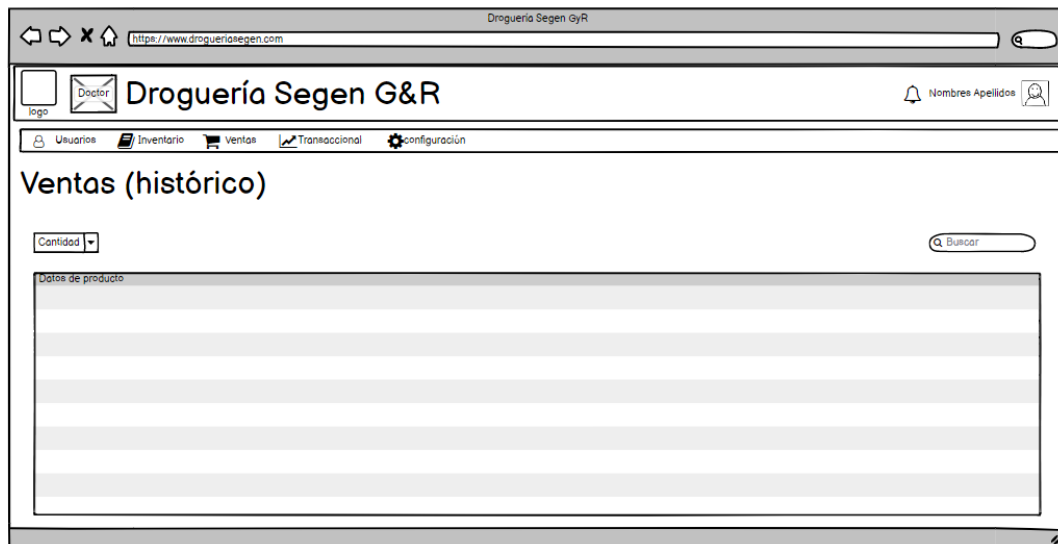 Droguería Segen GyR
https://www.drogueriasegen.com
logo
Doctor
Droguería Segen G&R
Nombres Apellidos
Usuarios Inventario Ventas Transaccional configuración
Ventas (histórico)
Cantidad
Buscar
Datos de producto